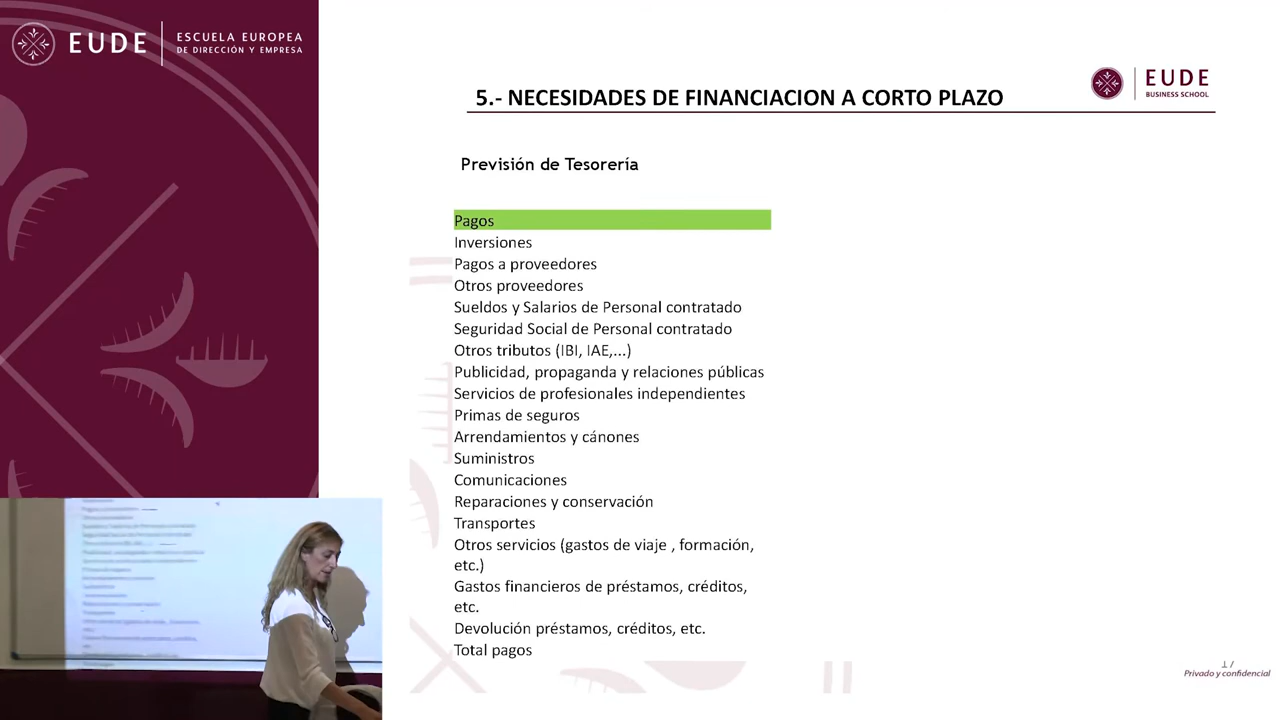 EUDE
ESCUELA EUROPEA
DE DIRECCIÓN Y EMPRESA
5.- NECESIDADES DE FINANCIACION A CORTO PLAZO
EUDE
BUSINESS SCHOOL
Previsión de Tesorería
Pagos
Inversiones
Pagos a proveedores
Otros proveedores
Sueldos y Salarios de Personal contratado
Seguridad Social de Personal contratado
Otros tributos (IBI, IAE,...)
Publicidad, propaganda y relaciones públicas
Servicios de profesionales independientes
Primas de seguros
Arrendamientos y cánones
Suministros
Comunicaciones
Reparaciones y conservación
Transportes
Otros servicios (gastos de viaje , formación,
etc.)
Gastos financieros de préstamos, créditos,
etc.
Devolución préstamos, créditos, etc.
Total pagos
Privado y confidencial